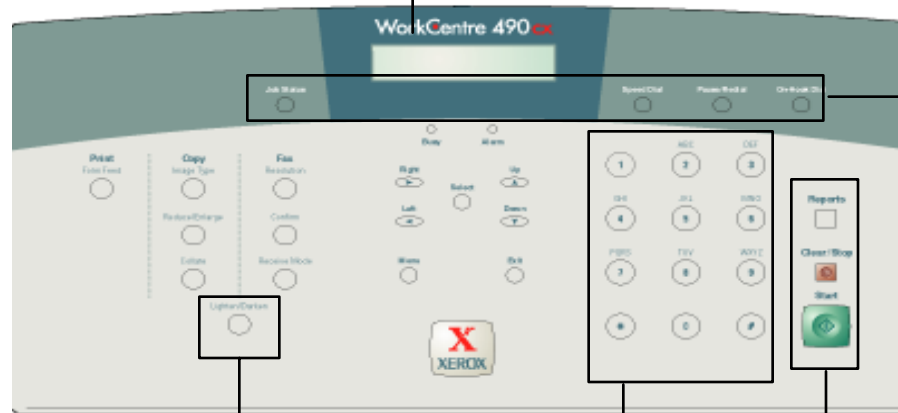 WorkCentre 490cx
Job Status
Speed Dial
Pause/Redial
On-Hook Dial
Busy
Alarm
Print
Form Feed
Copy
Image Type
Reduce/Enlarge
Collate
Lighten/Darken
Fax
Resolution
Confirm
Receive Mode
Right
Left
Select
Up
Down
Menu
Exit
1
ABC
2
DEF
3
GHI
4
JKL
5
MNO
6
PQRS
7
TUV
8
WXYZ
9
*
0
#
Reports
Clear/Stop
Start
X
XEROX